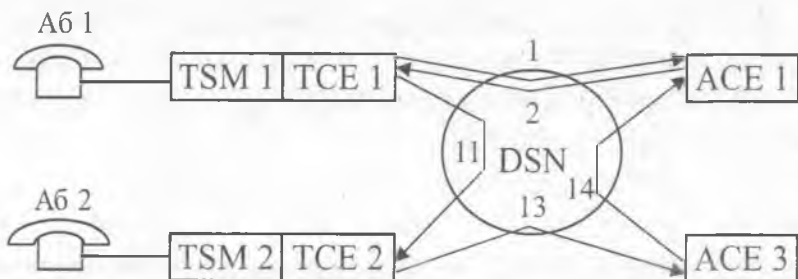 Аб 1
1
TSM 1 TCE 1
ACE 1
2
11
DSN
14
Аб 2
13
TSM 2 TCE 2
ACE 3